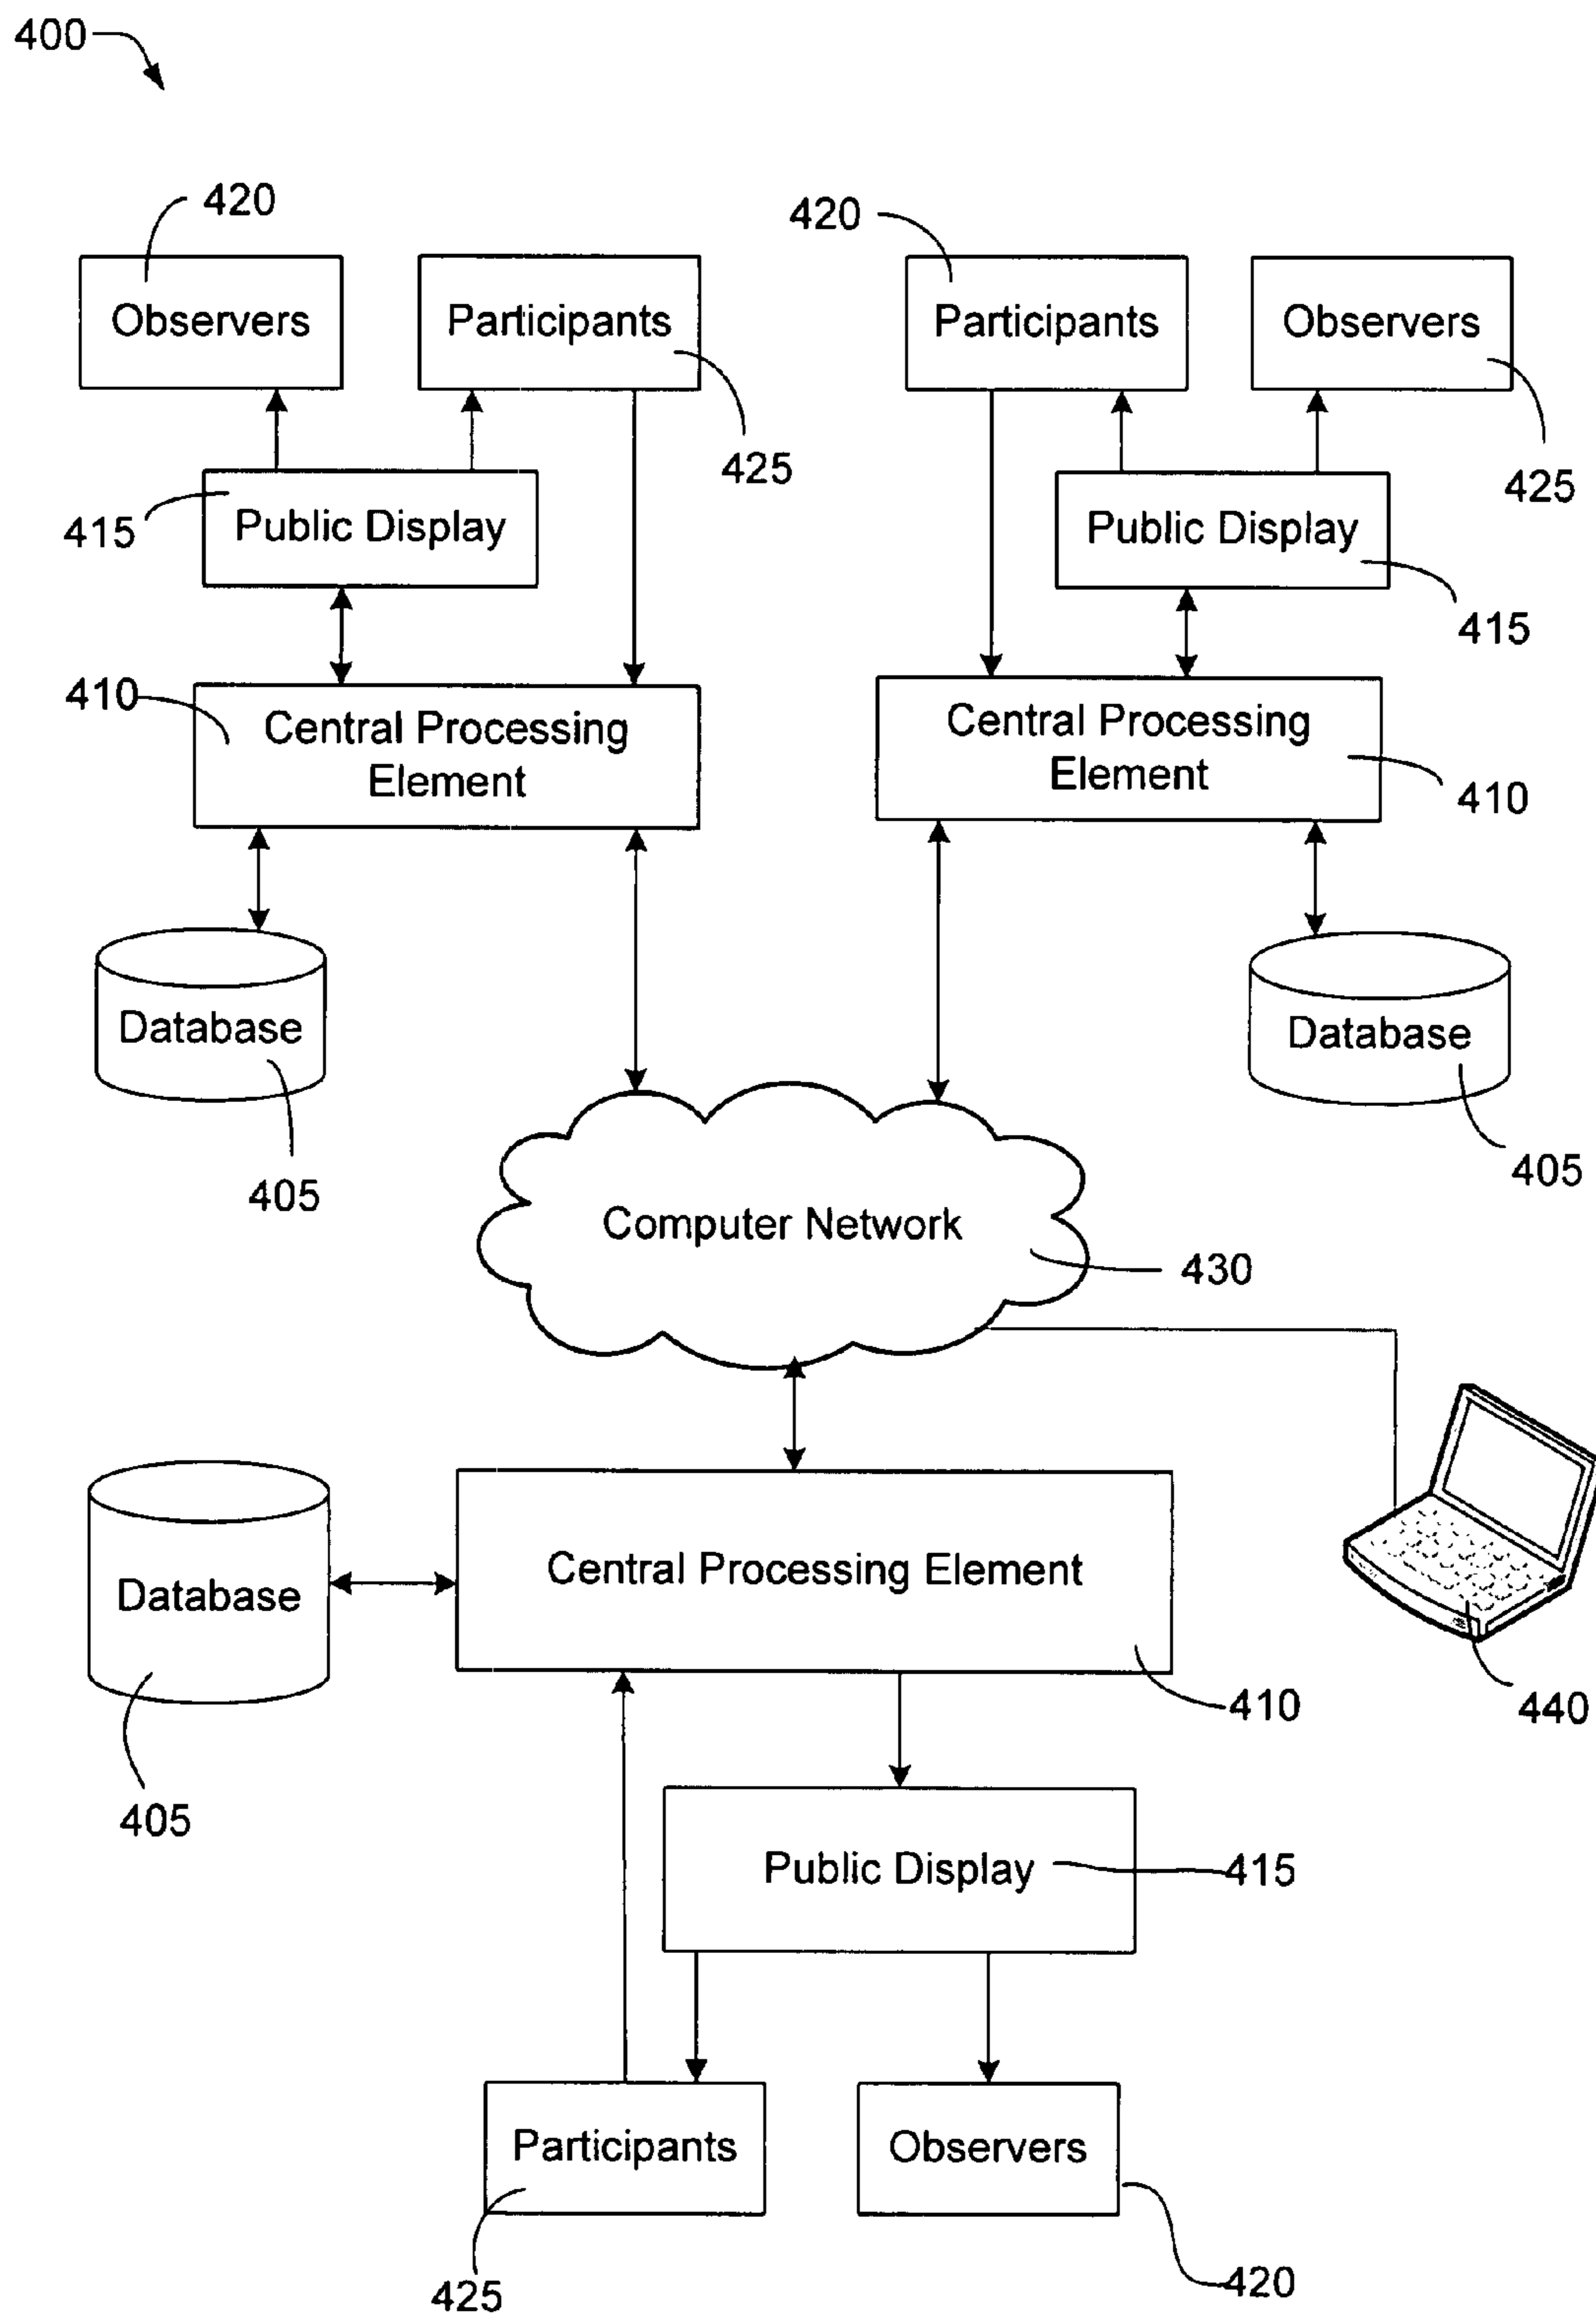 400
420
420
Observers
Participants
Participants
Observers
425
425
415
Public Display
Public Display
415
410
Central Processing
Element
Central Processing
Element
410
Database
Database
405
405
Computer Network
430
Database
Central Processing Element
410
440
405
Public Display
415
Participants
Observers
425
420